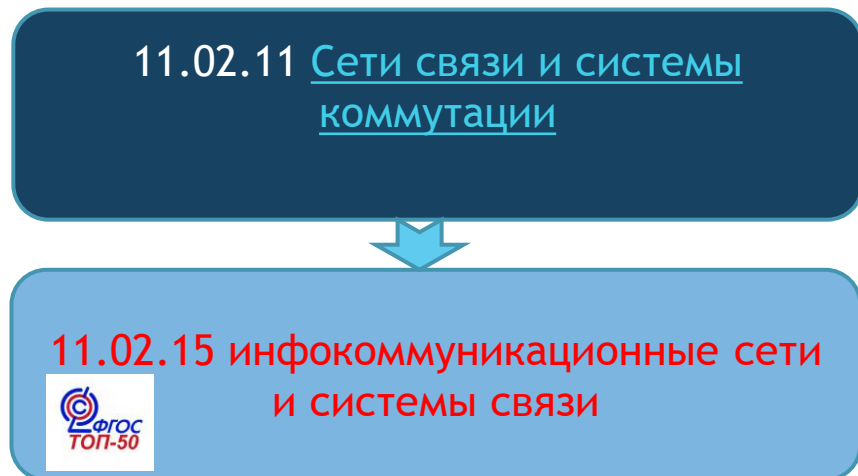 11.02.11 Сети связи и системы
коммутации
11.02.15 инфокоммуникационные сети
и системы связи
ФГОС
ТОП-50